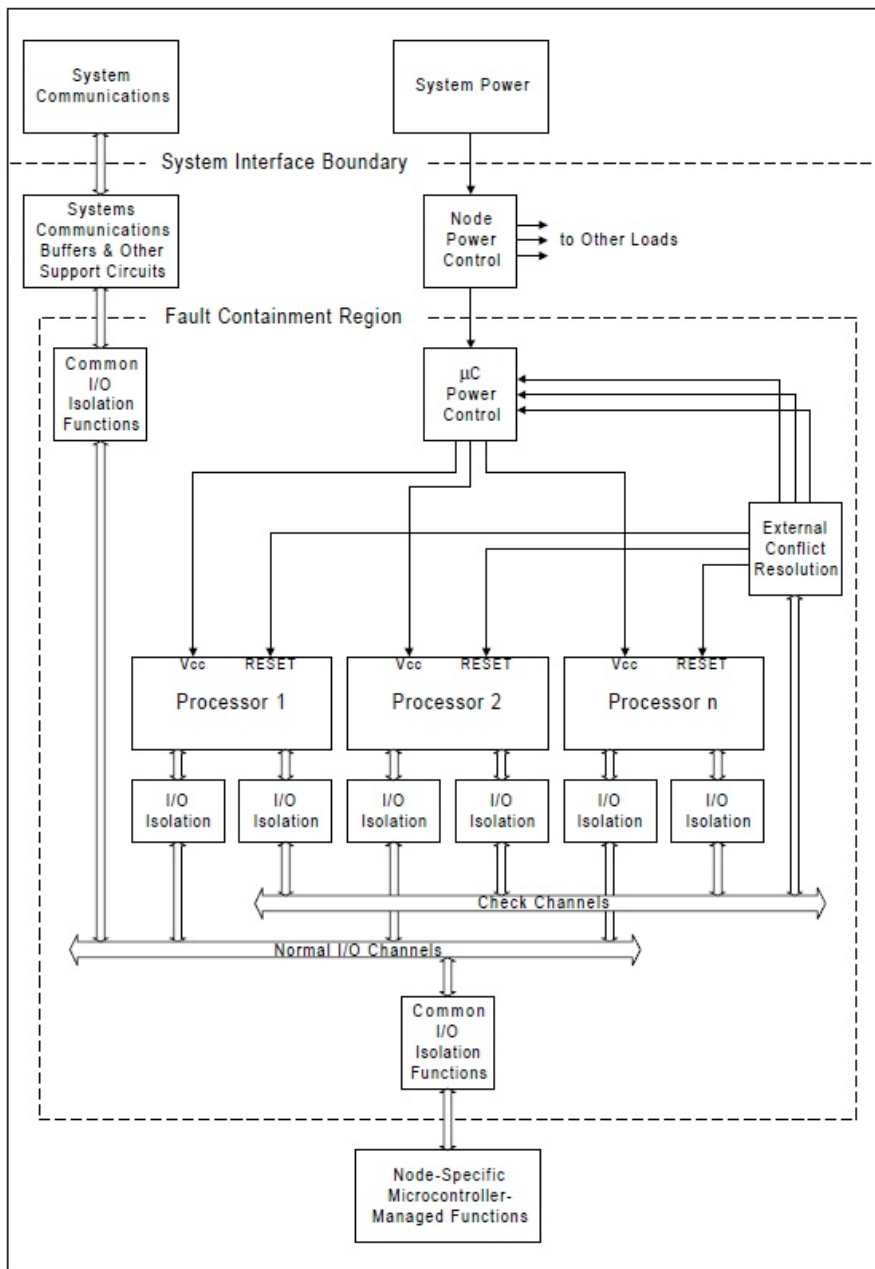 System
Communications
System Power
System Interface Boundary
Systems
Communications
Buffers & Other
Support Circuits
Node
Power
Control
to Other Loads
Fault Containment Region
Common
I/O
Isolation
Functions
μC
Power
Control
External
Conflict
Resolution
Vcc RESET
Processor 1
Vcc RESET
Processor 2
Vcc RESET
Processor n
I/O
Isolation
I/O
Isolation
I/O
Isolation
I/O
Isolation
I/O
Isolation
I/O
Isolation
Check Channels
Normal I/O Channels
Common
I/O
Isolation
Functions
Node-Specific
Microcontroller-
Managed Functions